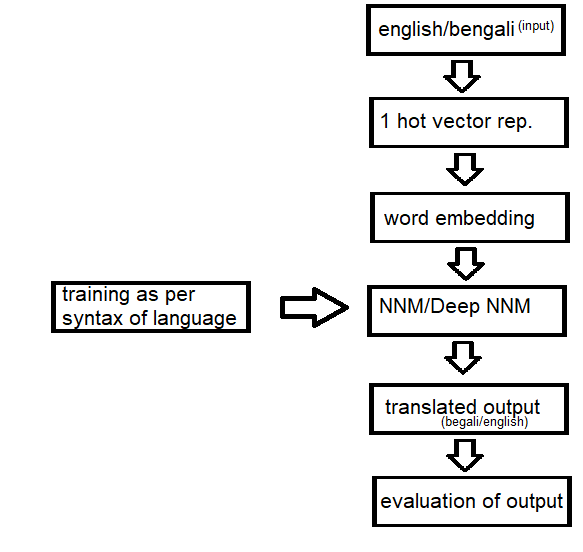 english/bengali (input)
1 hot vector rep.
word embedding
training as per
syntax of language
NNM/Deep NNM
translated output
(begali/english)
evaluation of output